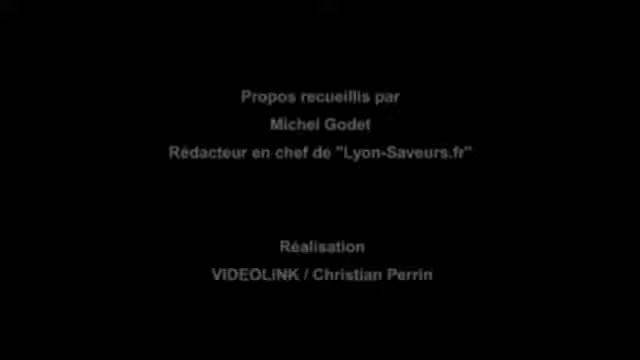 Propos recueillis par
Michel Godet
Rédacteur en chef de "Lyon-Saveurs.fr"
Réalisation
VIDEOLINK / Christian Perrin